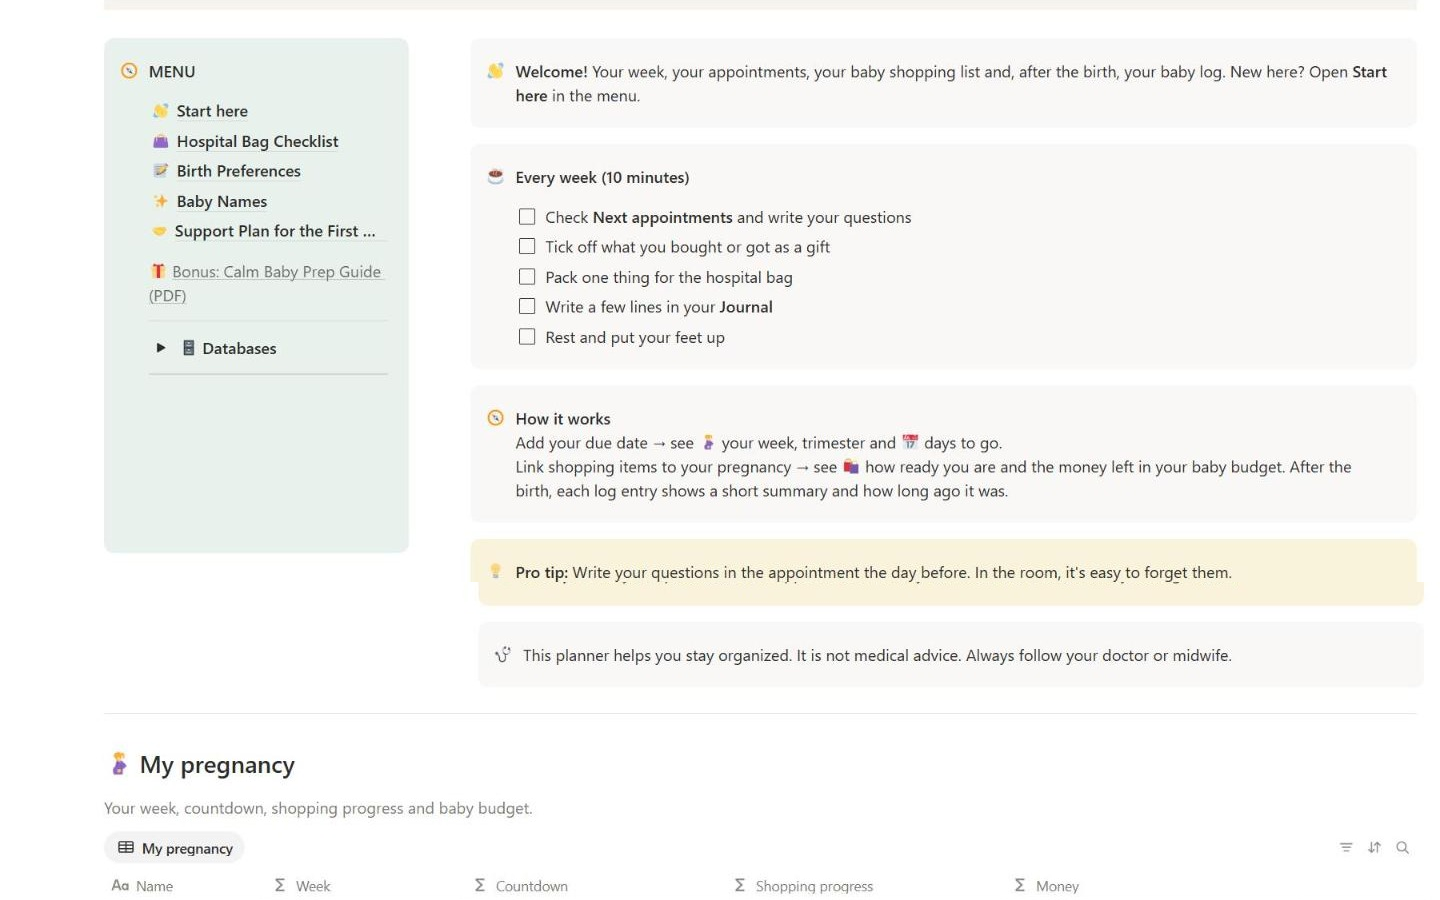 MENU
Start here
Hospital Bag Checklist
Birth Preferences
Baby Names
Support Plan for the First ...
Bonus: Calm Baby Prep Guide
(PDF)
Databases
Welcome! Your week, your appointments, your baby shopping list and, after the birth, your baby log. New here? Open Start
here in the menu.
Every week (10 minutes)
Check Next appointments and write your questions
Tick off what you bought or got as a gift
Pack one thing for the hospital bag
Write a few lines in your Journal
Rest and put your feet up
How it works
Add your due date → see 🤰 your week, trimester and 📅 days to go.
Link shopping items to your pregnancy → see 🛍️ how ready you are and the money left in your baby budget. After the
birth, each log entry shows a short summary and how long ago it was.
Pro tip: Write your questions in the appointment the day before. In the room, it's easy to forget them.
This planner helps you stay organized. It is not medical advice. Always follow your doctor or midwife.
My pregnancy
Your week, countdown, shopping progress and baby budget.
My pregnancy
Aa Name Σ Week Σ Countdown Σ Shopping progress Σ Money